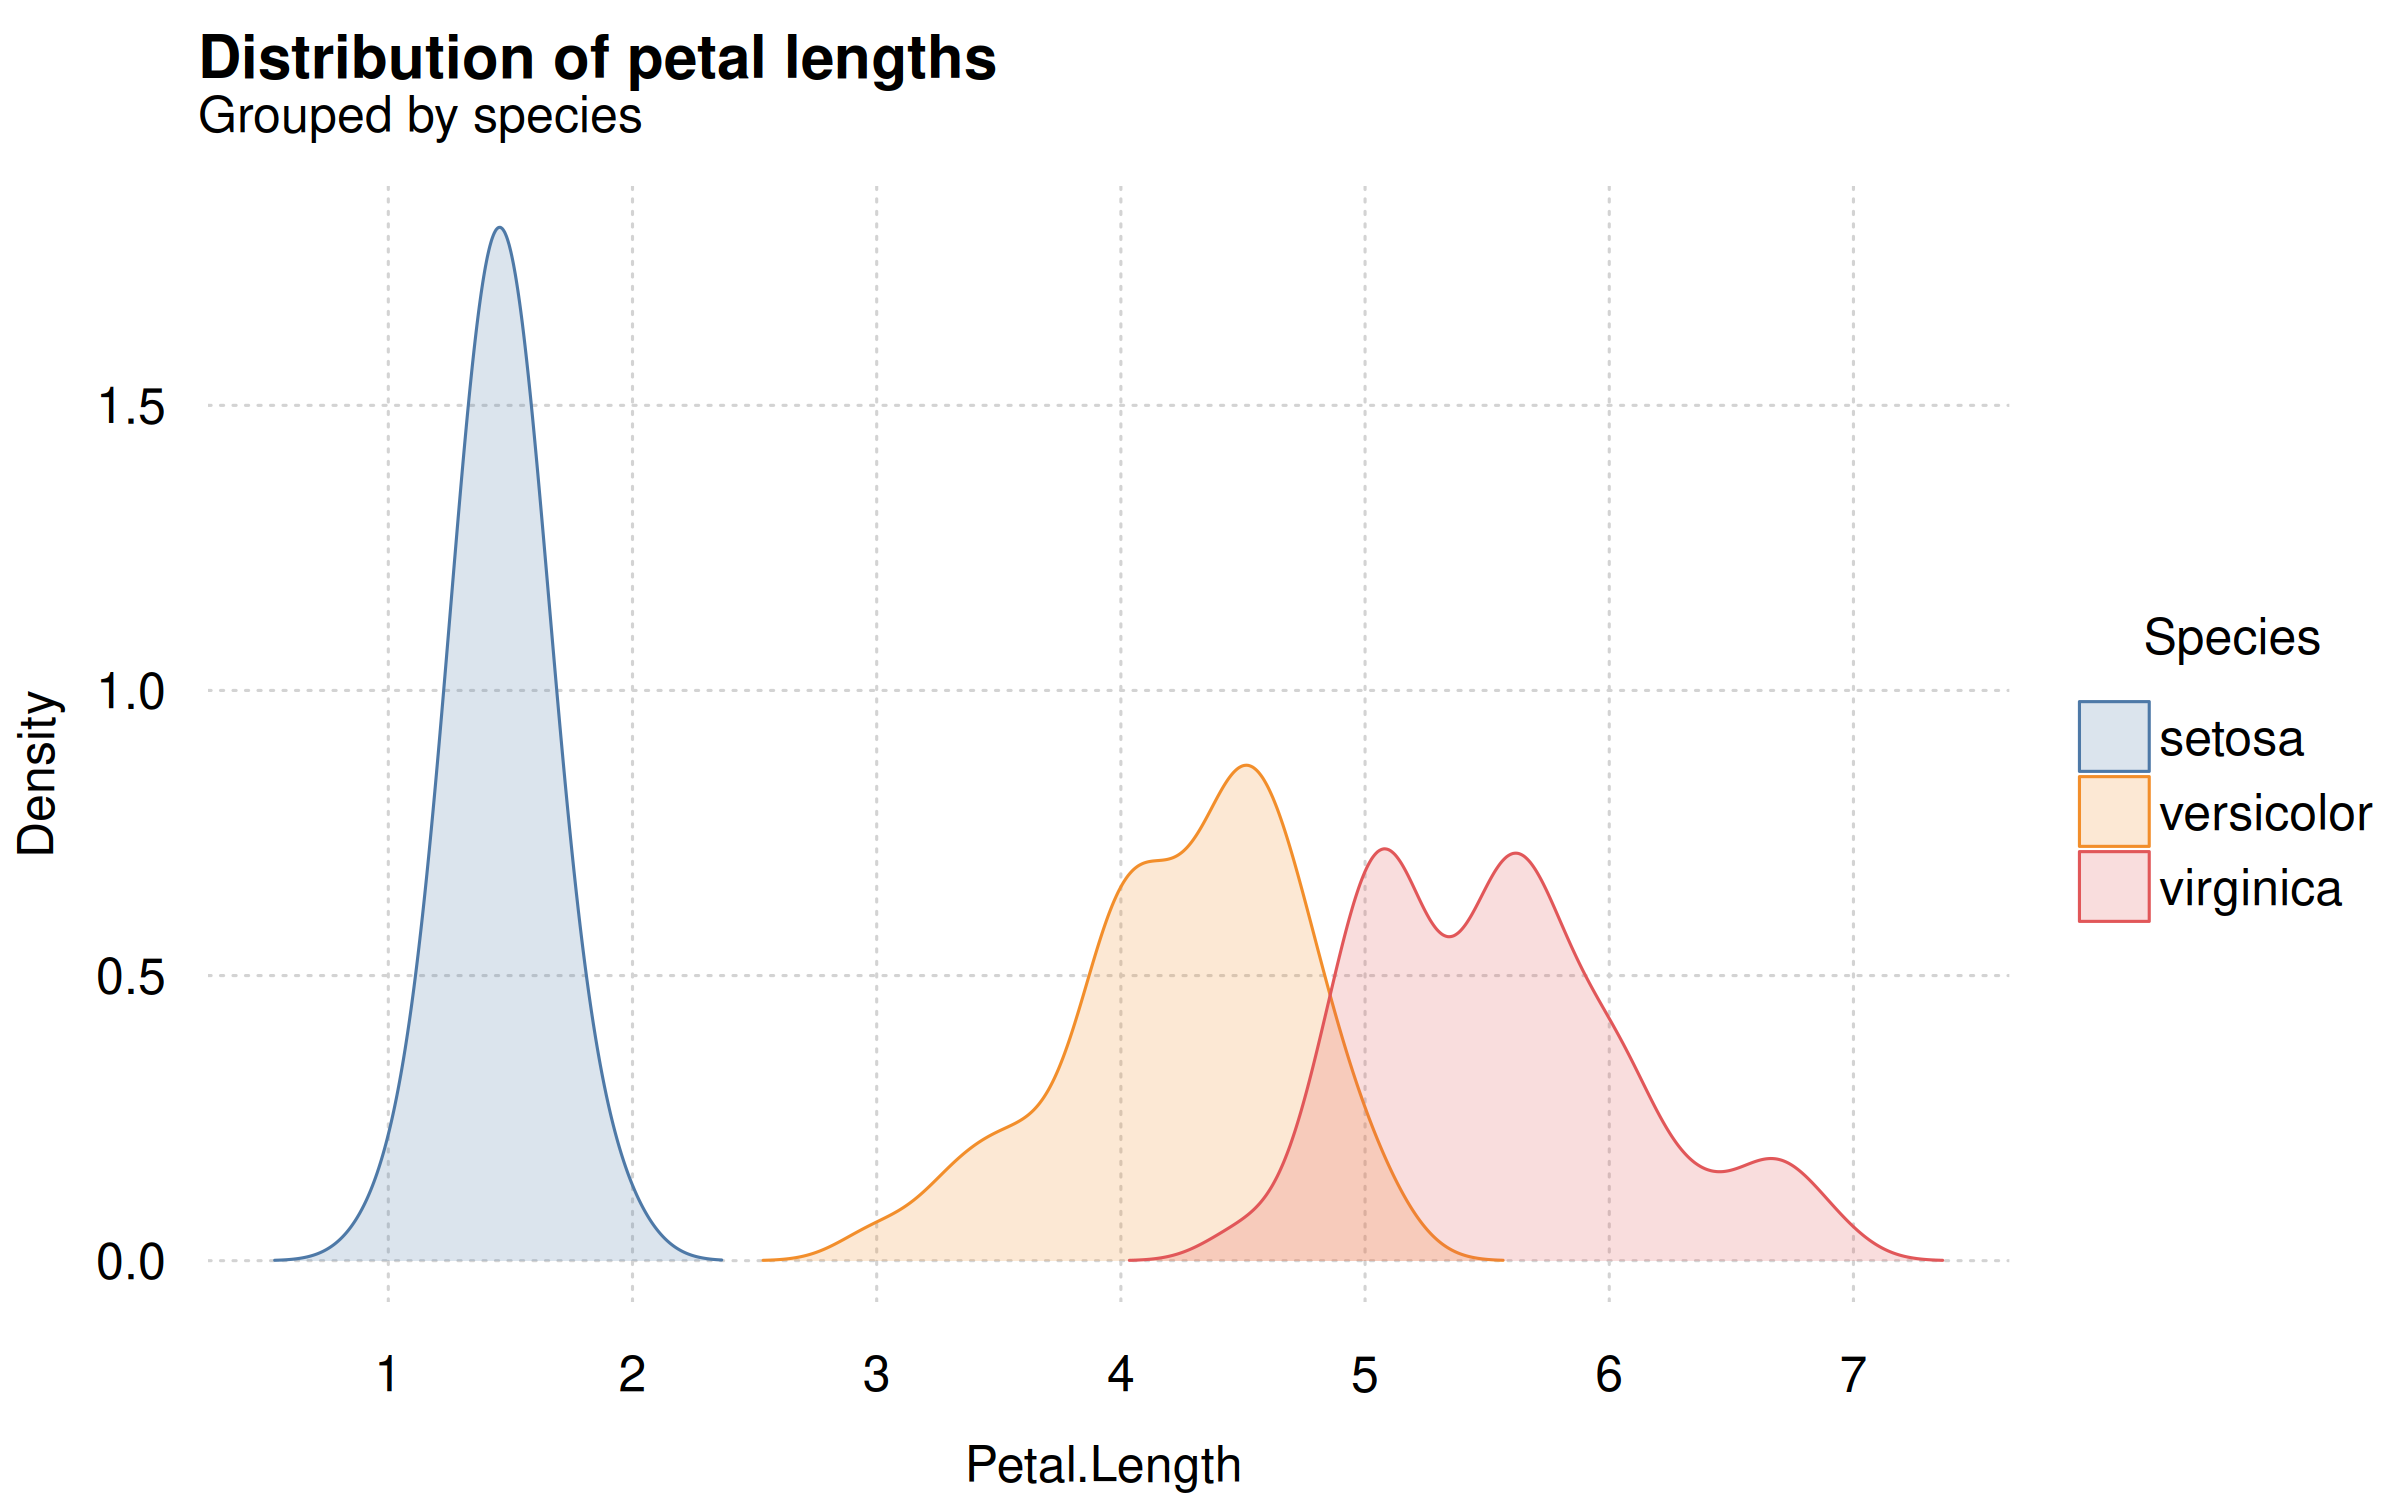 Distribution of petal lengths
Grouped by species
Density
1.5
1.0
0.5
0.0
1 2 3 4 5 6 7
Petal.Length
Species
setosa
versicolor
virginica